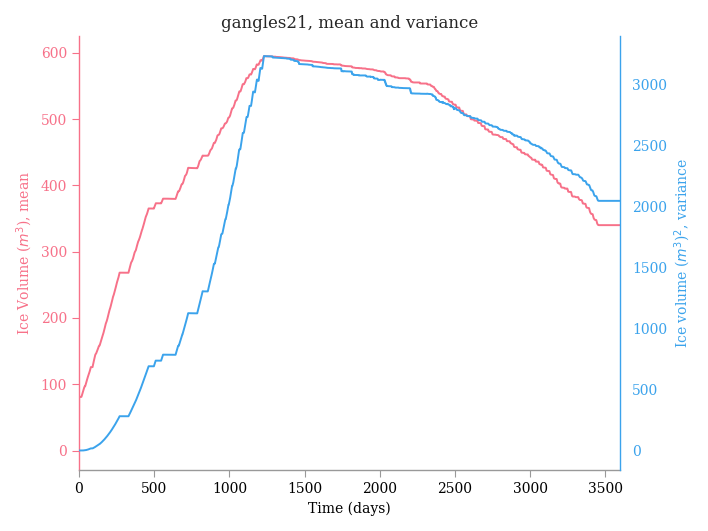 gangles21, mean and variance
600
500
400
300
200
100
0
Ice Volume (m³), mean
3000
2500
2000
1500
1000
500
0
Ice volume (m³)², variance
0 500 1000 1500 2000 2500 3000 3500
Time (days)